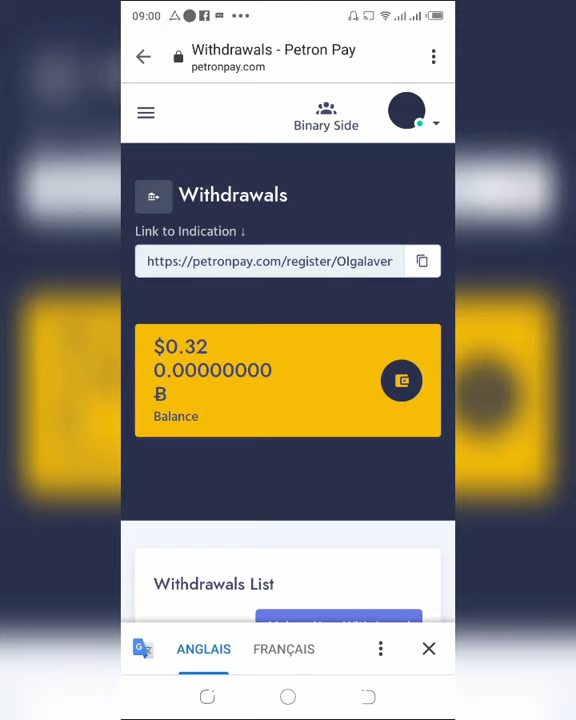 09:00
Withdrawals - Petron Pay
petronpay.com
Binary Side
Withdrawals
Link to Indication ↓
https://petronpay.com/register/Olgalaver
$0.32
0.00000000
Ƀ
Balance
Withdrawals List
ANGLAIS FRANÇAIS